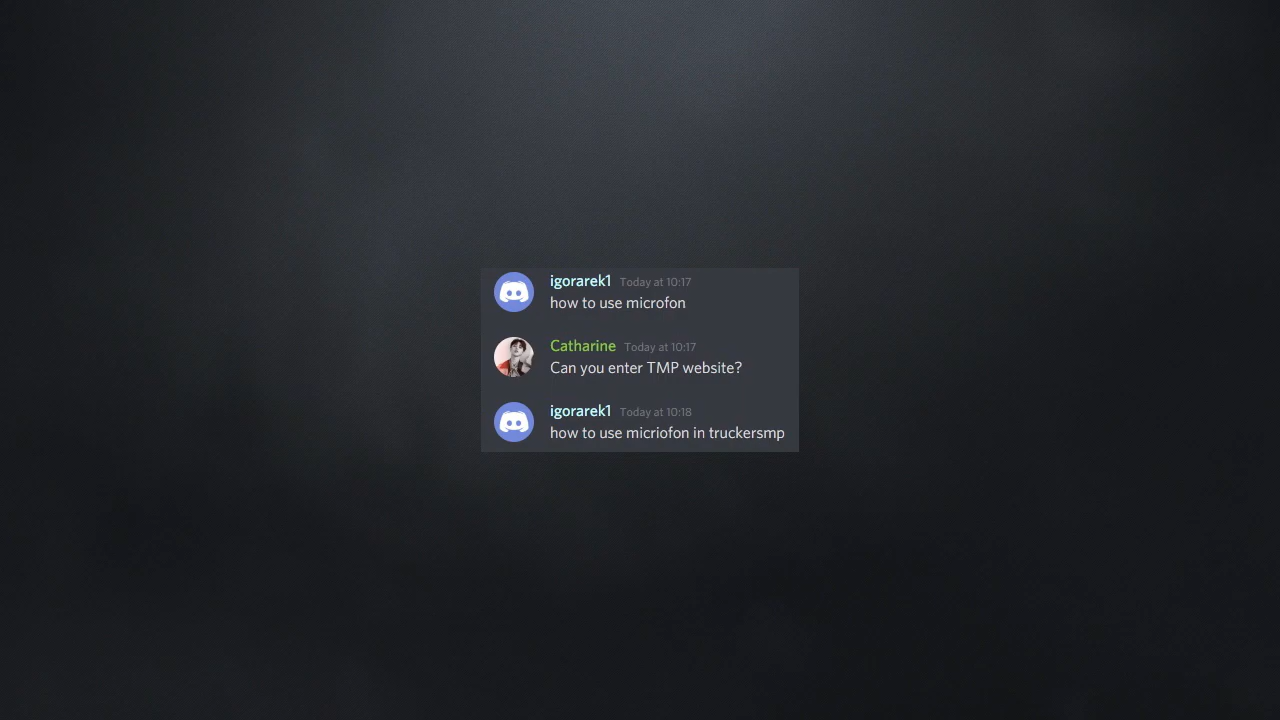 igorarek1 Today at 10:17
how to use microfon
Catharine Today at 10:17
Can you enter TMP website?
igorarek1 Today at 10:18
how to use micriofon in truckersmp